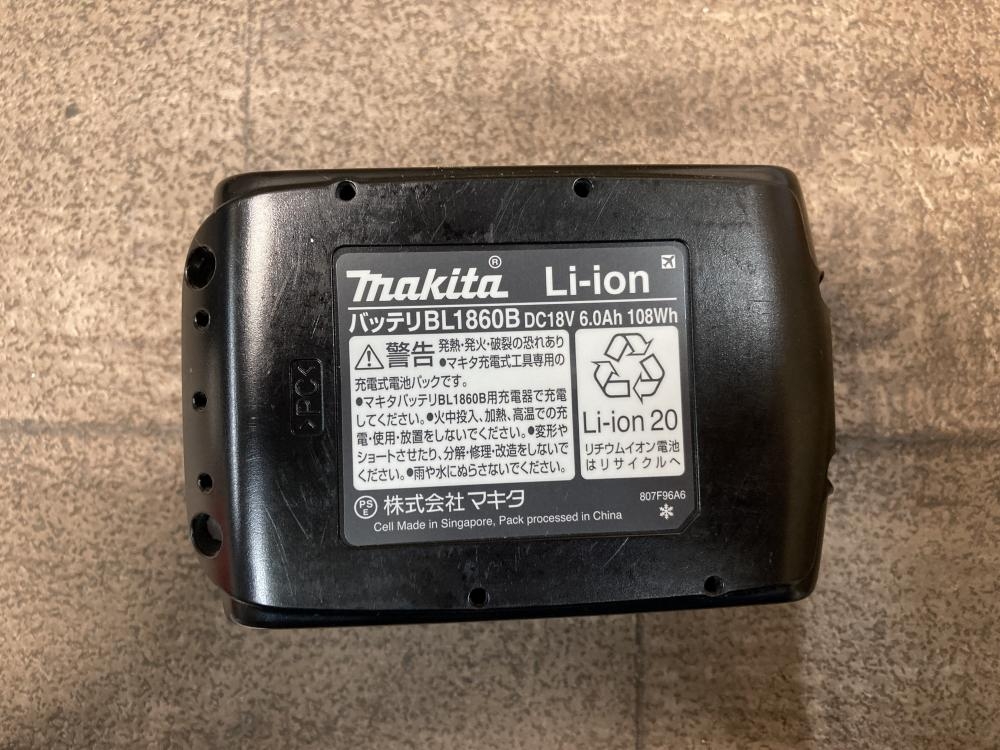 makita® Li-ion
バッテリBL1860B DC18V 6.0Ah 108Wh
警告 発熱・発火・破裂の恐れあり
●マキタ充電式工具専用の
充電式電池パックです。
●マキタバッテリBL1860B用充電器で充電
してください。●火中投入、加熱、高温での充
電・使用・放置をしないでください。●変形や
ショートさせたり、分解・修理・改造をしないで
ください。●雨や水にぬらさないでください。
Li-ion 20
リチウムイオン電池
はリサイクルへ
PS
E
株式会社マキタ
807F96A6
Cell Made in Singapore, Pack processed in China
>PC<